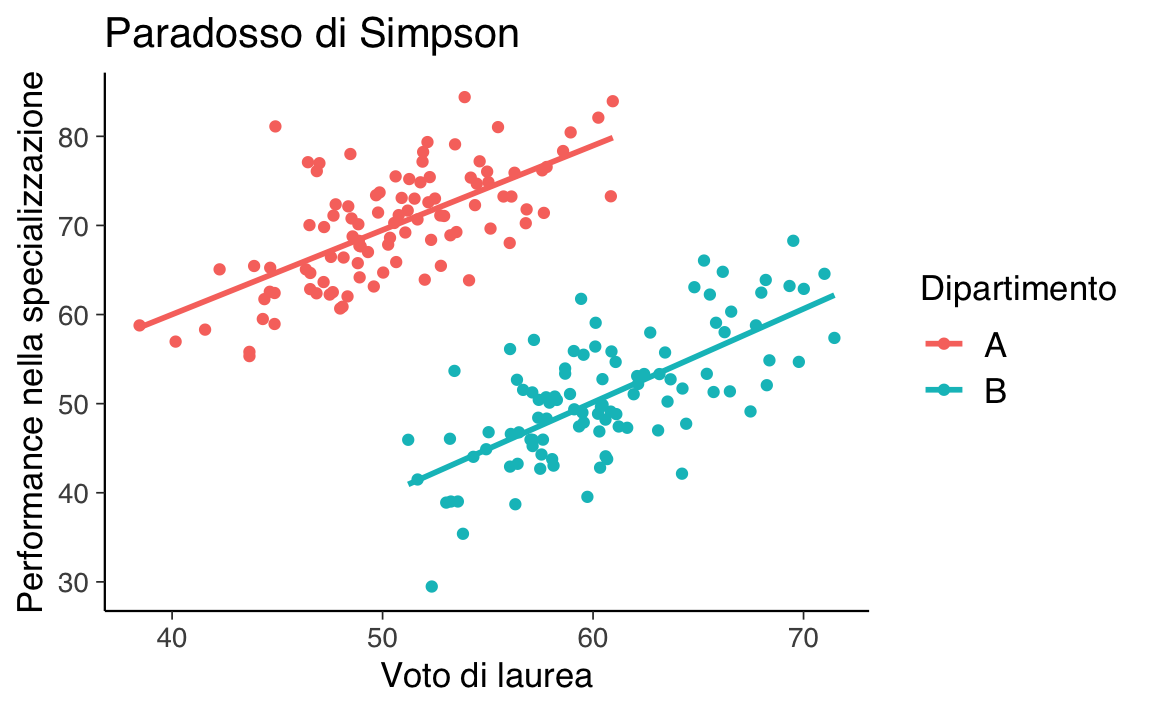 Paradosso di Simpson
Performance nella specializzazione
80
70
60
50
40
30
40 50 60 70
Voto di laurea
Dipartimento
A
B